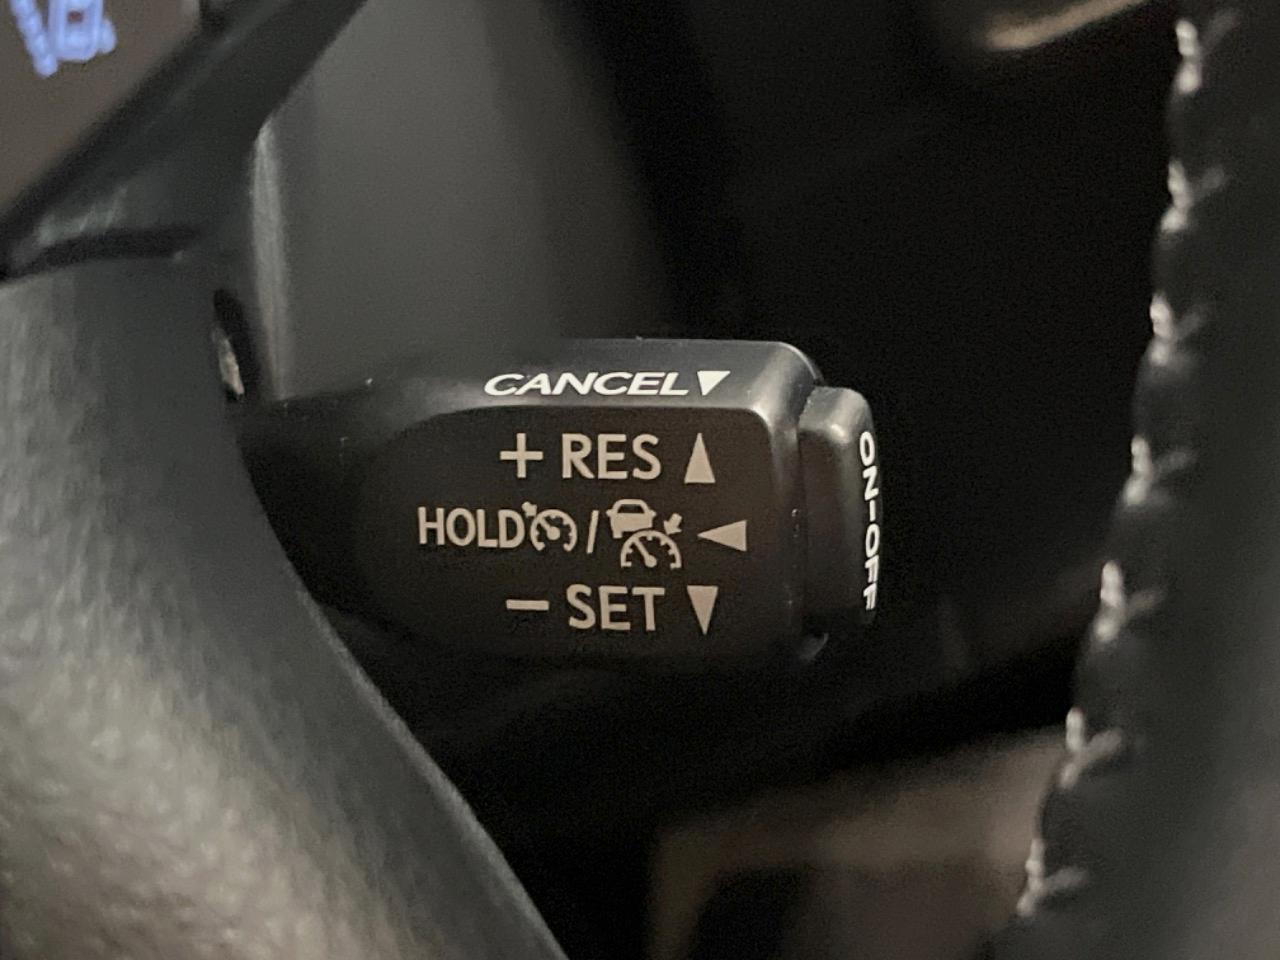 CANCEL▼
+ RES ▲
HOLD / ◀
− SET ▼
ON-OFF